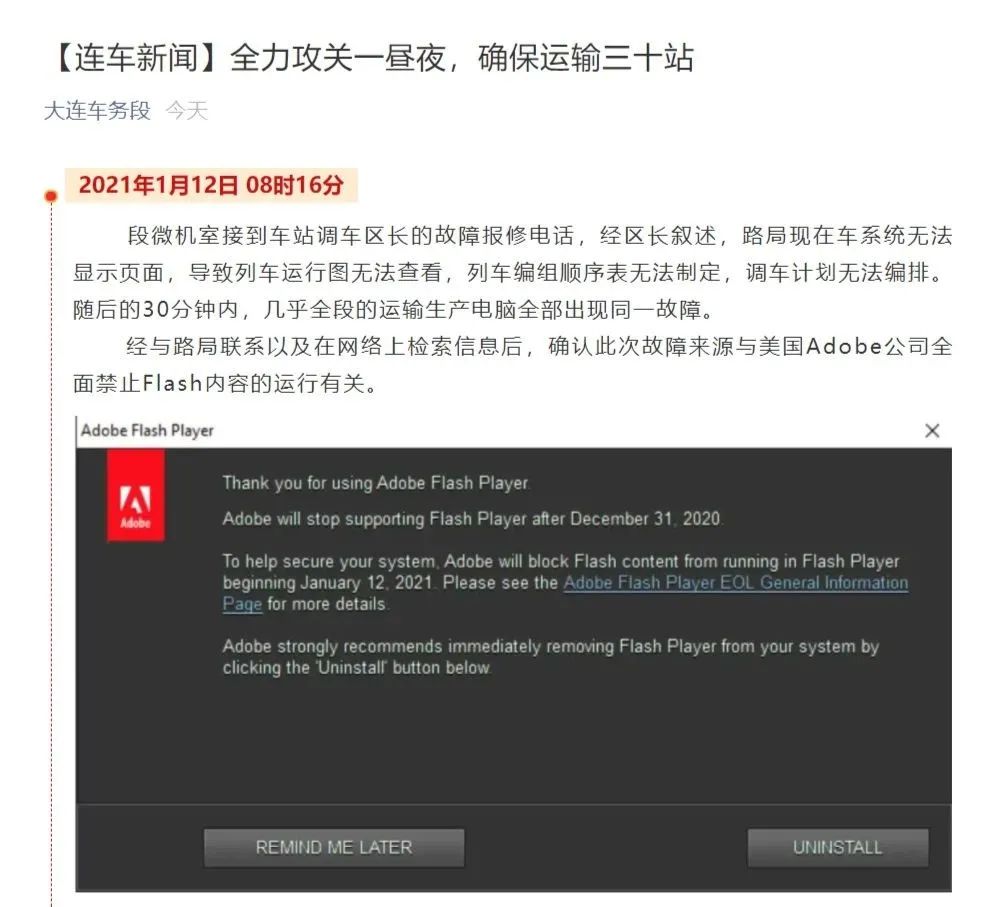 【连车新闻】全力攻关一昼夜，确保运输三十站
大连车务段 今天
2021年1月12日 08时16分
段微机室接到车站调车区长的故障报修电话，经区长叙述，路局现在车系统无法
显示页面，导致列车运行图无法查看，列车编组顺序表无法制定，调车计划无法编排。
随后的30分钟内，几乎全段的运输生产电脑全部出现同一故障。
经与路局联系以及在网络上检索信息后，确认此次故障来源与美国Adobe公司全
面禁止Flash内容的运行有关。
Adobe Flash Player
Adobe
Thank you for using Adobe Flash Player.
Adobe will stop supporting Flash Player after December 31, 2020.
To help secure your system, Adobe will block Flash content from running in Flash Player
beginning January 12, 2021. Please see the Adobe Flash Player EOL General Information
Page for more details.
Adobe strongly recommends immediately removing Flash Player from your system by
clicking the 'Uninstall' button below.
REMIND ME LATER
UNINSTALL